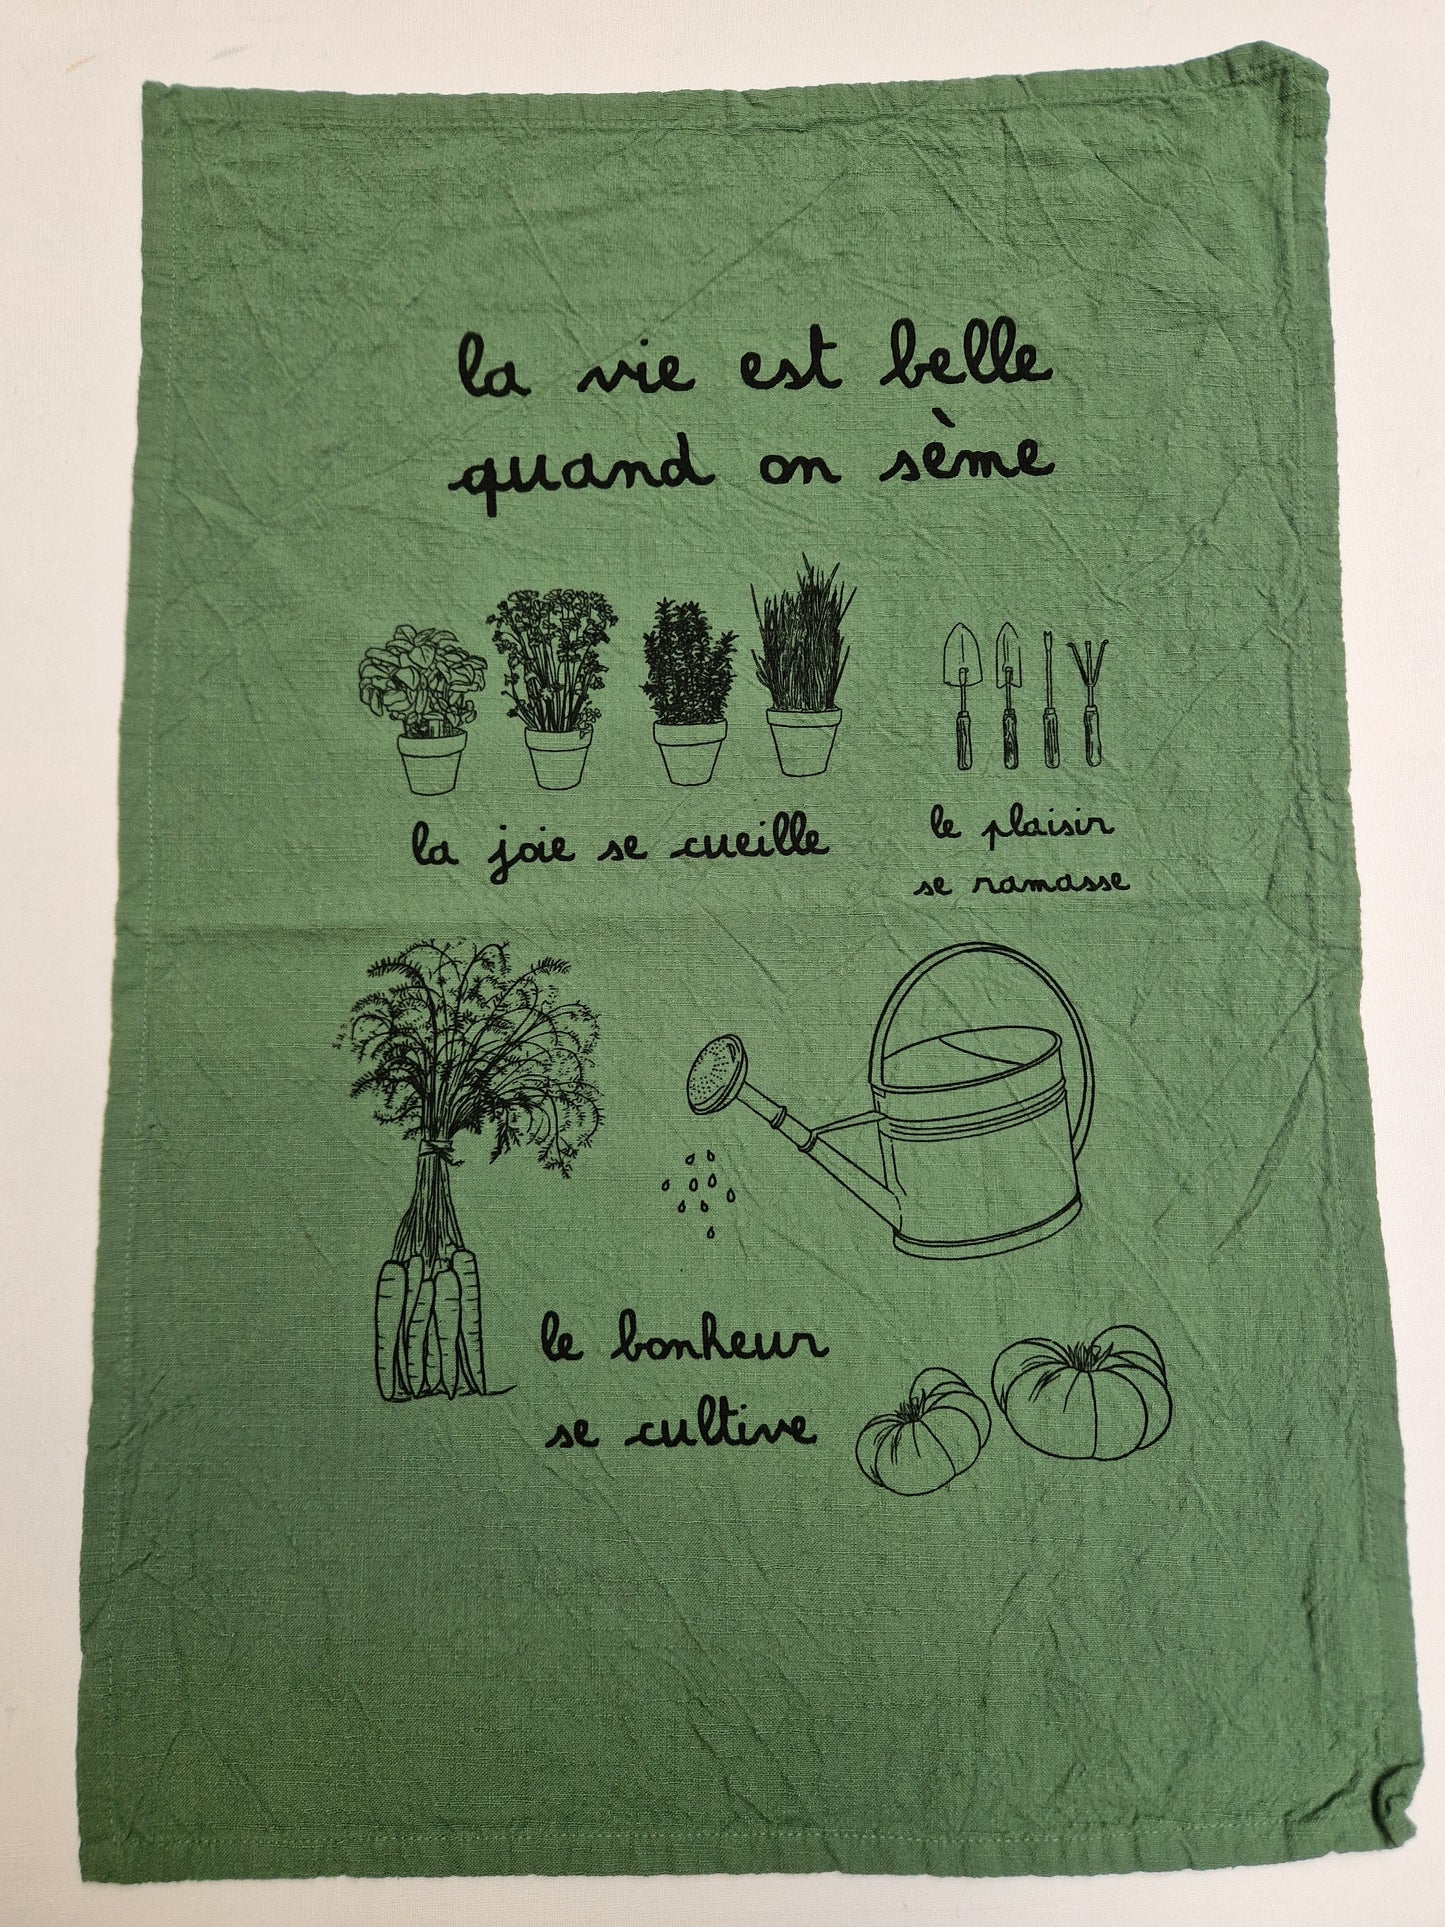 la vie est belle
quand on sème
la joie se cueille
le plaisir
se ramasse
le bonheur
se cultive